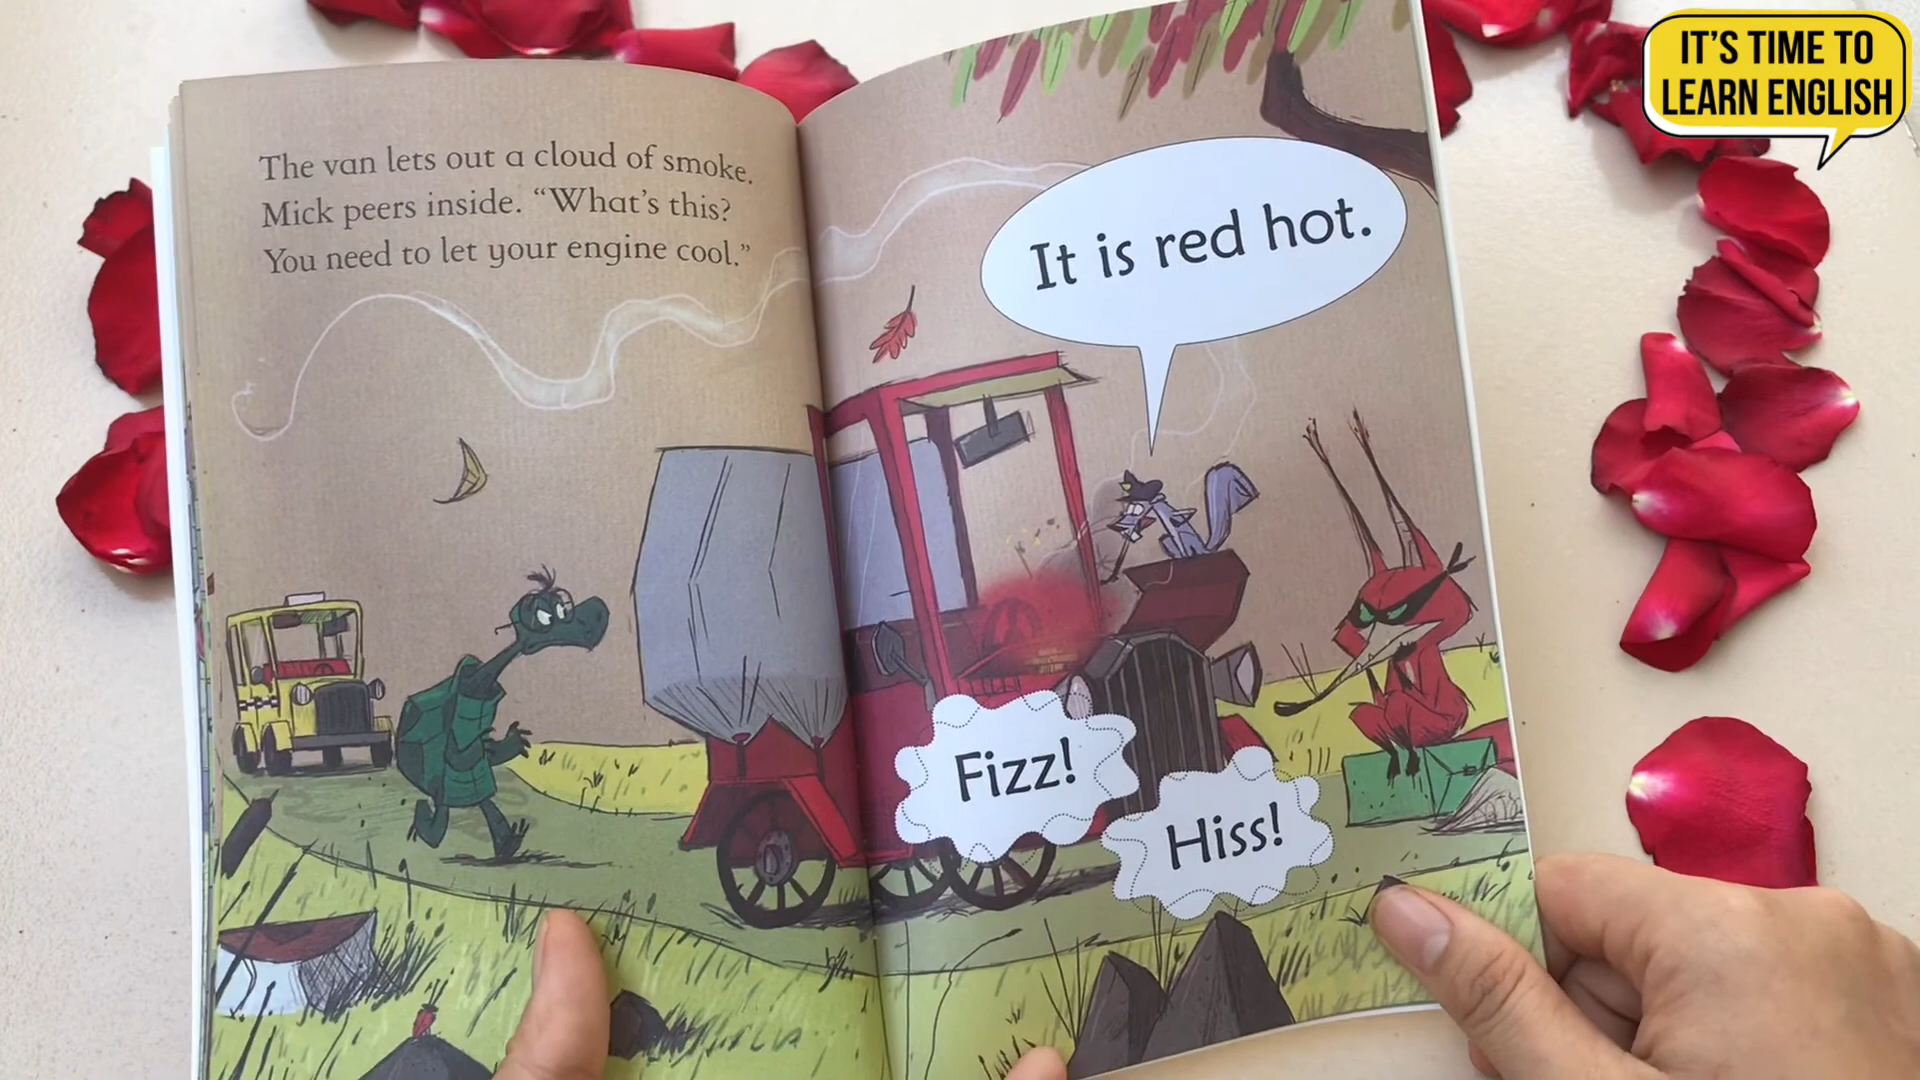 The van lets out a cloud of smoke.
Mick peers inside. “What’s this?
You need to let your engine cool.”
It is red hot.
Fizz!
Hiss!
IT’S TIME TO
LEARN ENGLISH